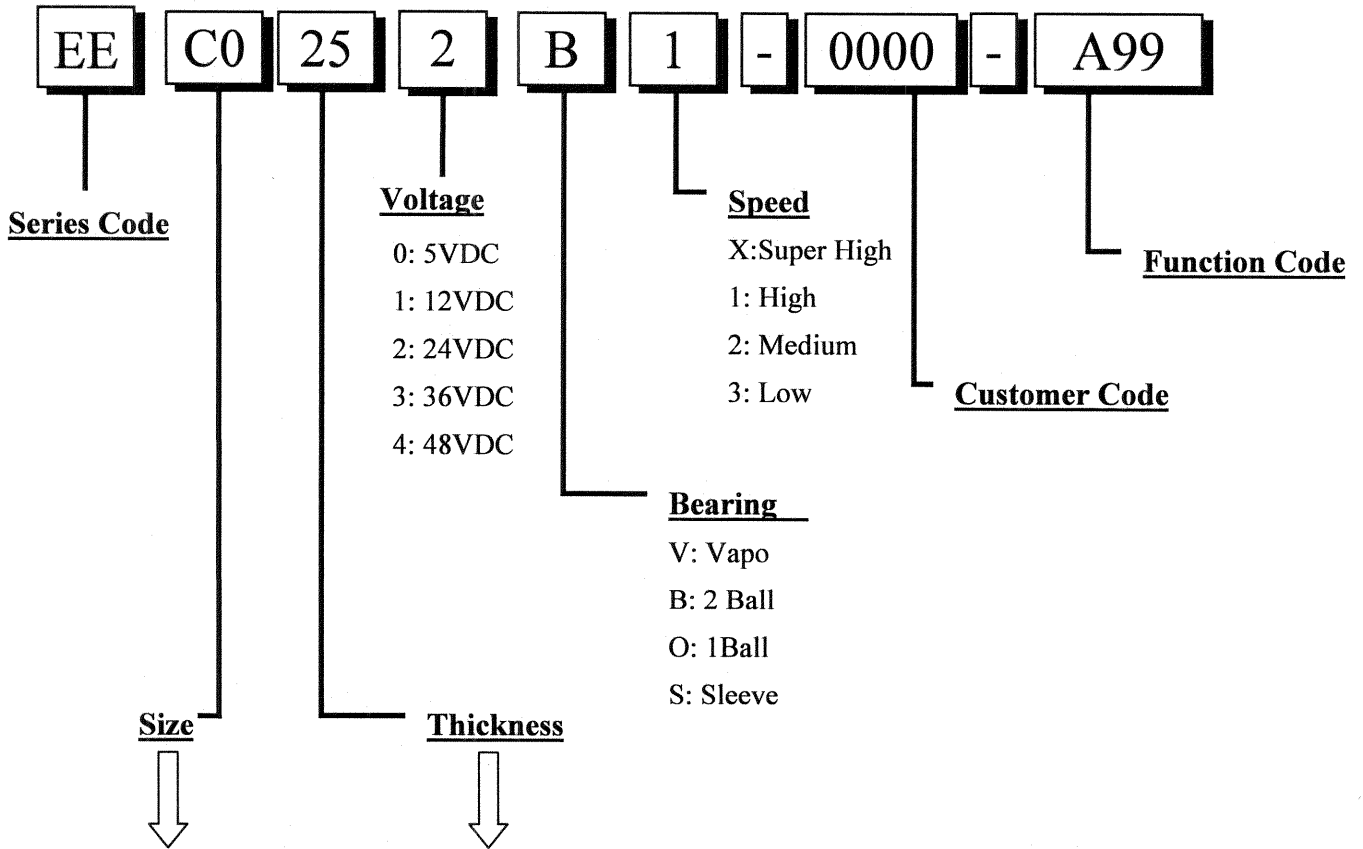 EE C0 25 2 B 1 - 0000 - A99
Series Code
Voltage
0: 5VDC
1: 12VDC
2: 24VDC
3: 36VDC
4: 48VDC
Speed
X:Super High
1: High
2: Medium
3: Low
Function Code
Customer Code
Bearing
V: Vapo
B: 2 Ball
O: 1Ball
S: Sleeve
Size
Thickness